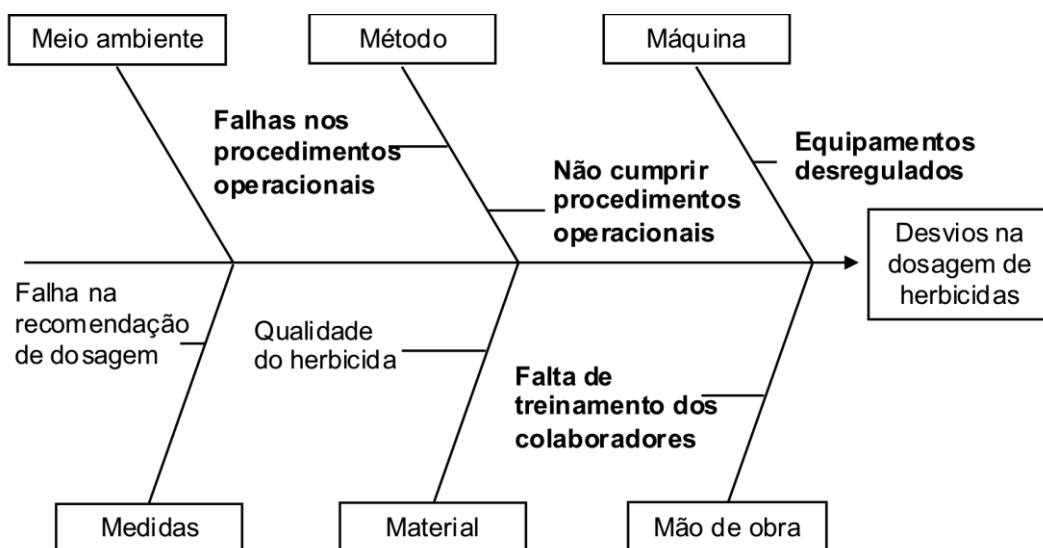 Meio ambiente
Método
Máquina
Falhas nos
procedimentos
operacionais
Não cumprir
procedimentos
operacionais
Equipamentos
desregulados
Desvios na
dosagem de
herbicidas
Falha na
recomendação
de dosagem
Qualidade
do herbicida
Falta de
treinamento dos
colaboradores
Medidas
Material
Mão de obra